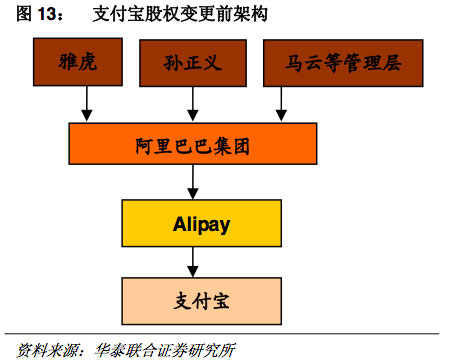 图 13： 支付宝股权变更前架构
雅虎 孙正义 马云等管理层
阿里巴巴集团
Alipay
支付宝
资料来源：华泰联合证券研究所